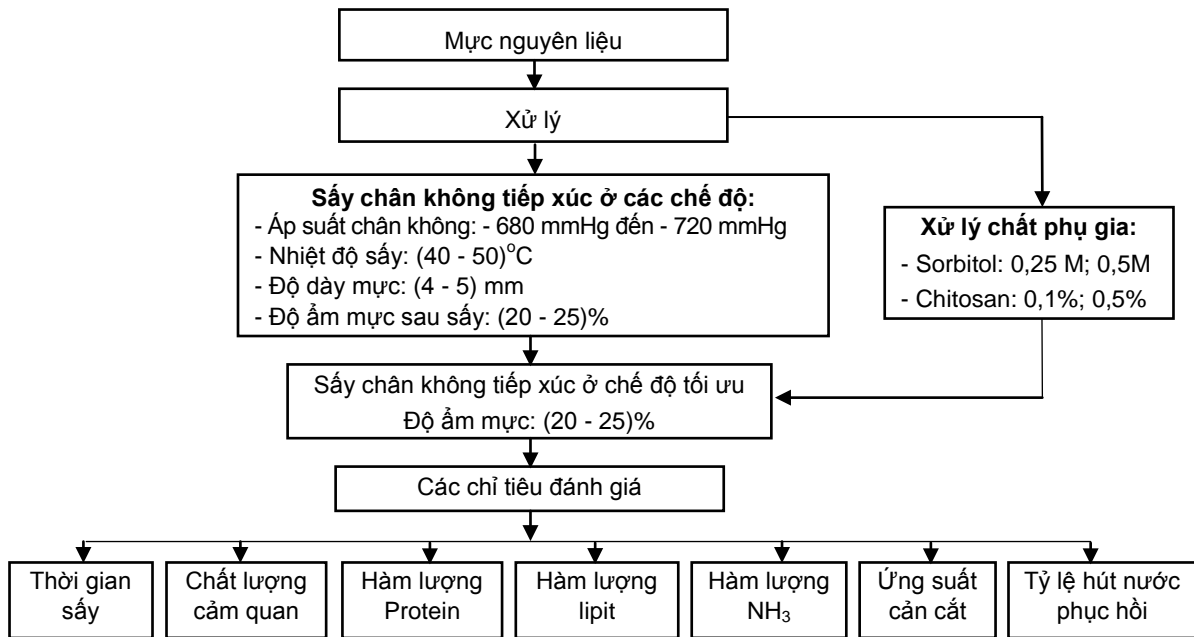 Mực nguyên liệu
Xử lý
Sấy chân không tiếp xúc ở các chế độ:
- Áp suất chân không: - 680 mmHg đến - 720 mmHg
- Nhiệt độ sấy: (40 - 50)°C
- Độ dày mực: (4 - 5) mm
- Độ ẩm mực sau sấy: (20 - 25)%
Xử lý chất phụ gia:
- Sorbitol: 0,25 M; 0,5M
- Chitosan: 0,1%; 0,5%
Sấy chân không tiếp xúc ở chế độ tối ưu
Độ ẩm mực: (20 - 25)%
Các chỉ tiêu đánh giá
Thời gian
sấy
Chất lượng
cảm quan
Hàm lượng
Protein
Hàm lượng
lipit
Hàm lượng
NH₃
Ứng suất
cản cắt
Tỷ lệ hút nước
phục hồi